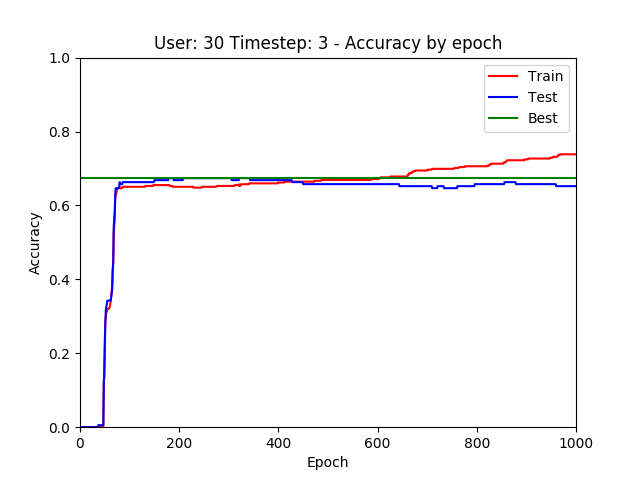 User: 30 Timestep: 3 - Accuracy by epoch
1.0
0.8
0.6
0.4
0.2
0.0
Accuracy
Train
Test
Best
0 200 400 600 800 1000
Epoch